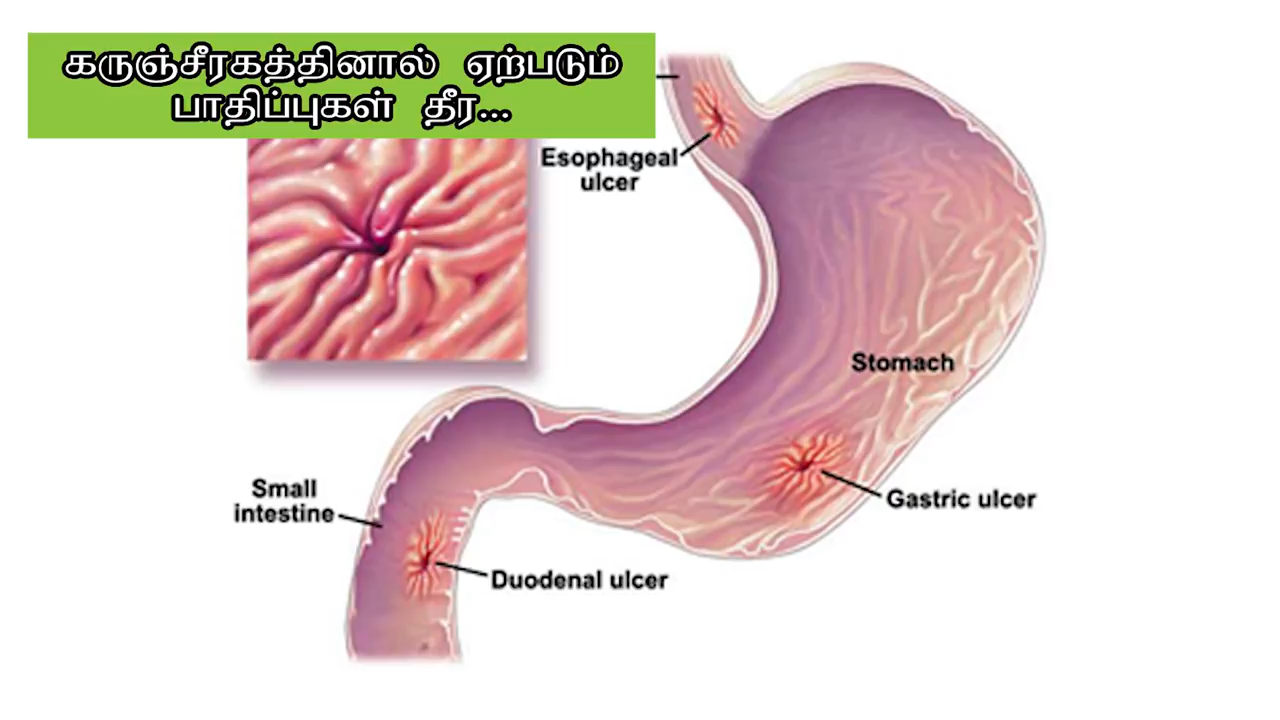 கருஞ்சீரகத்தினால் ஏற்படும்
பாதிப்புகள் தீர...
Esophageal
ulcer
Stomach
Small
intestine
Gastric ulcer
Duodenal ulcer